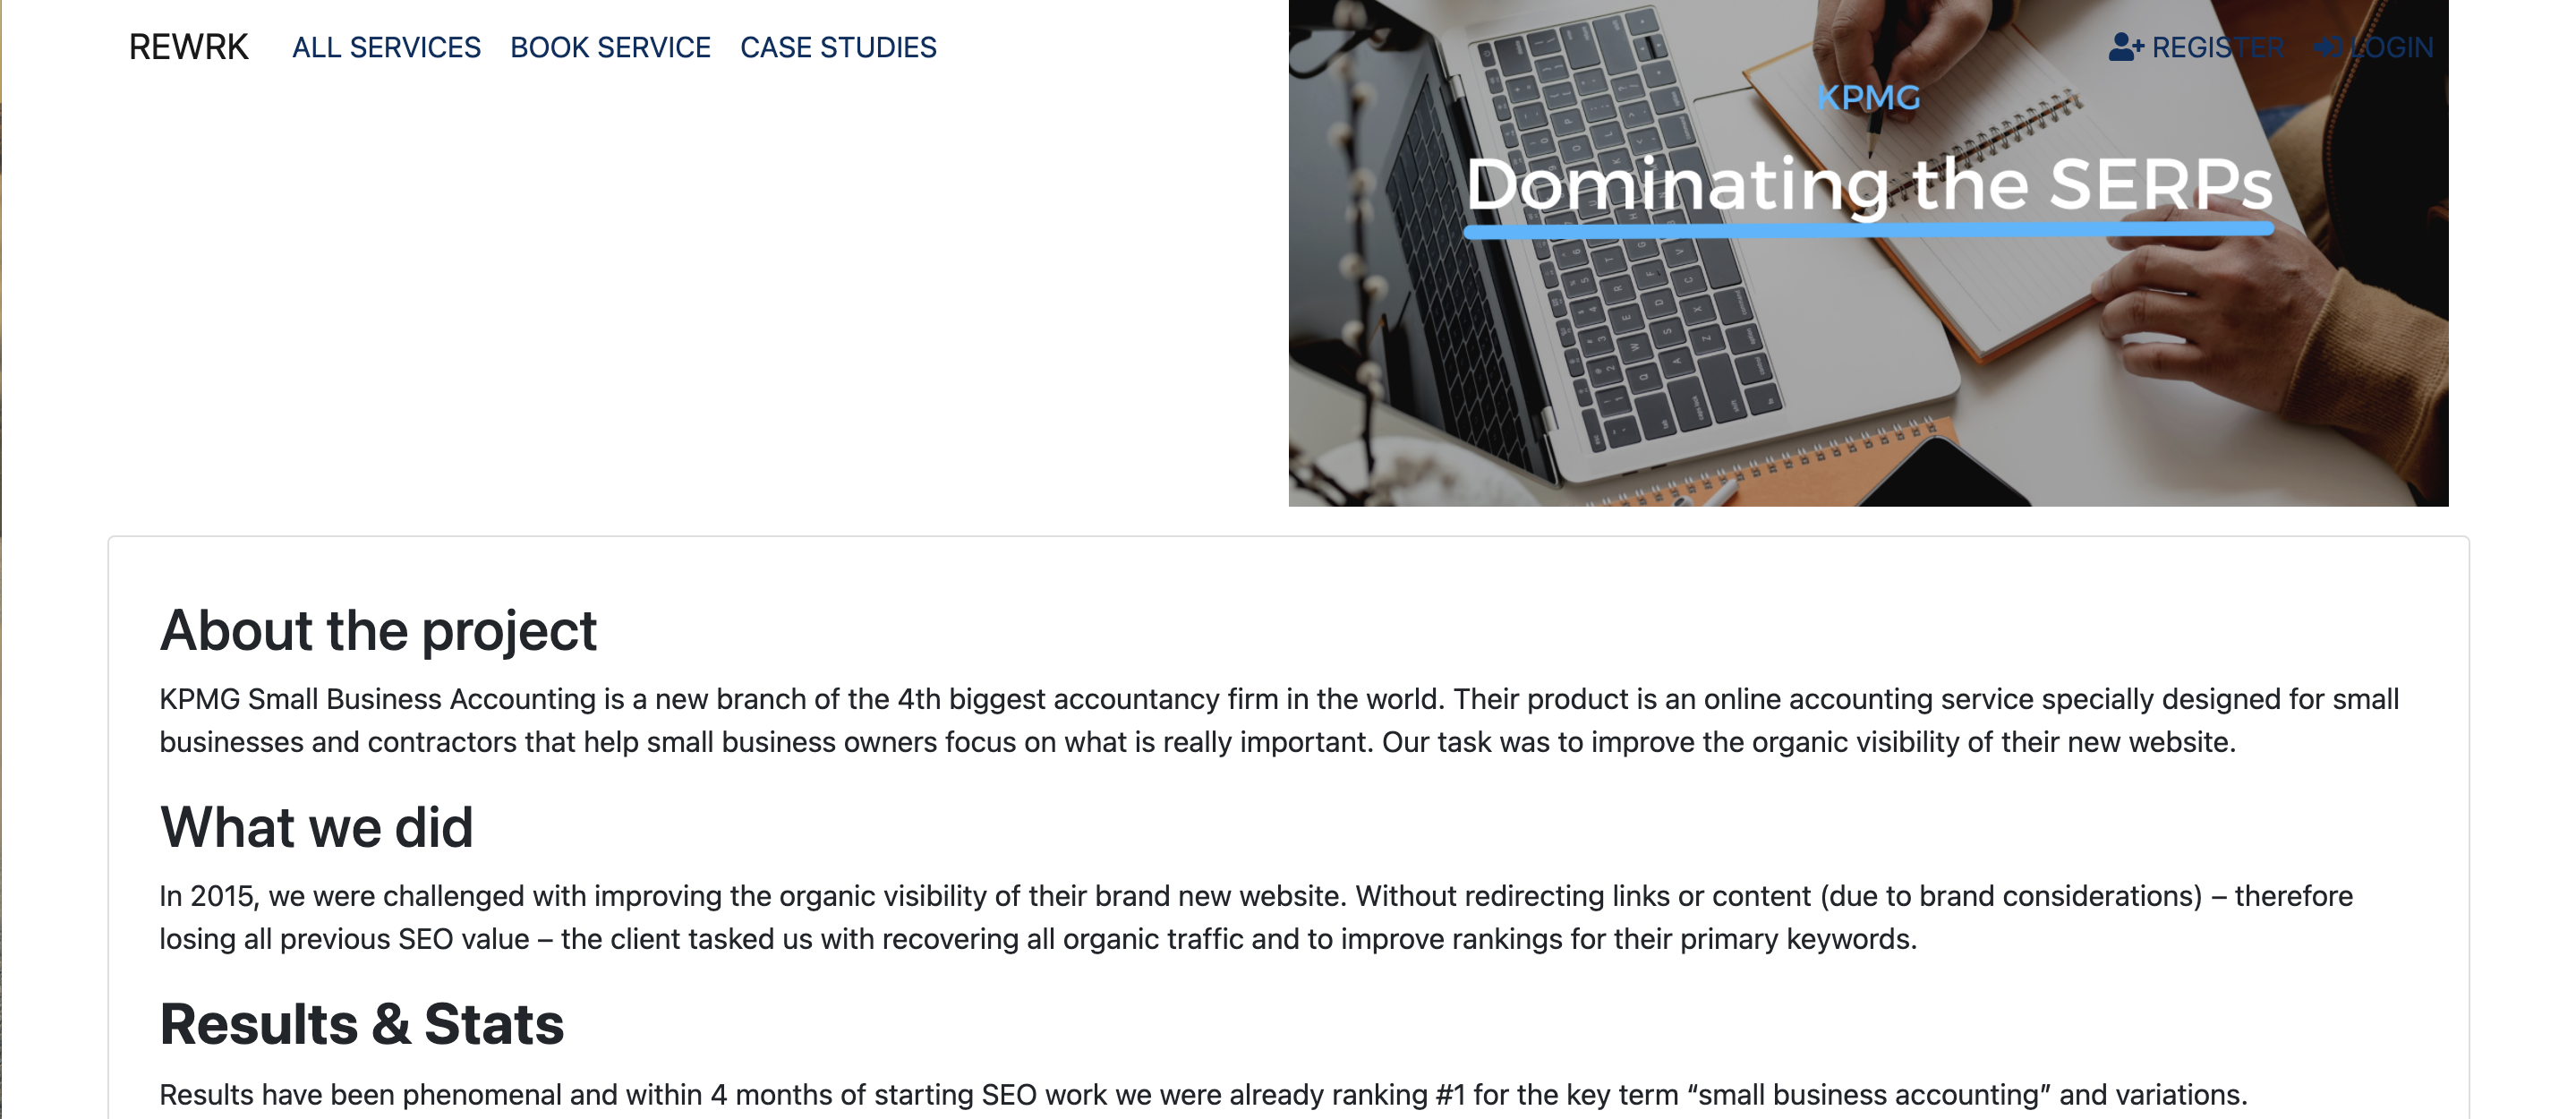 REWRK ALL SERVICES BOOK SERVICE CASE STUDIES REGISTER LOGIN
KPMG
Dominating the SERPs
About the project
KPMG Small Business Accounting is a new branch of the 4th biggest accountancy firm in the world. Their product is an online accounting service specially designed for small
businesses and contractors that help small business owners focus on what is really important. Our task was to improve the organic visibility of their new website.
What we did
In 2015, we were challenged with improving the organic visibility of their brand new website. Without redirecting links or content (due to brand considerations) – therefore
losing all previous SEO value – the client tasked us with recovering all organic traffic and to improve rankings for their primary keywords.
Results & Stats
Results have been phenomenal and within 4 months of starting SEO work we were already ranking #1 for the key term “small business accounting” and variations.